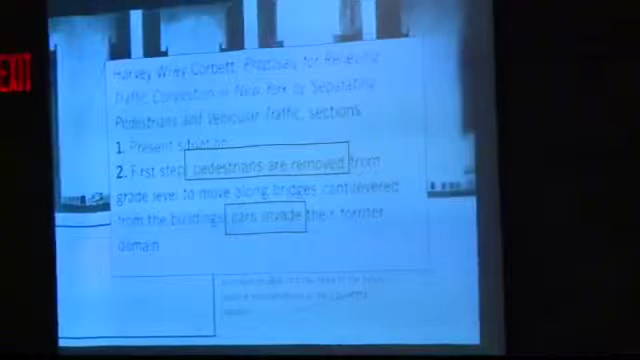 EXIT
Harvey Wiley Corbett, Proposals for Relieving
Traffic Congestion in New York by Separating
Pedestrians and Vehicular Traffic, sections
1. Present situation
2. First step, pedestrians are removed from
grade level to move along bridges cantilevered
from the buildings, cars invade their former
domain